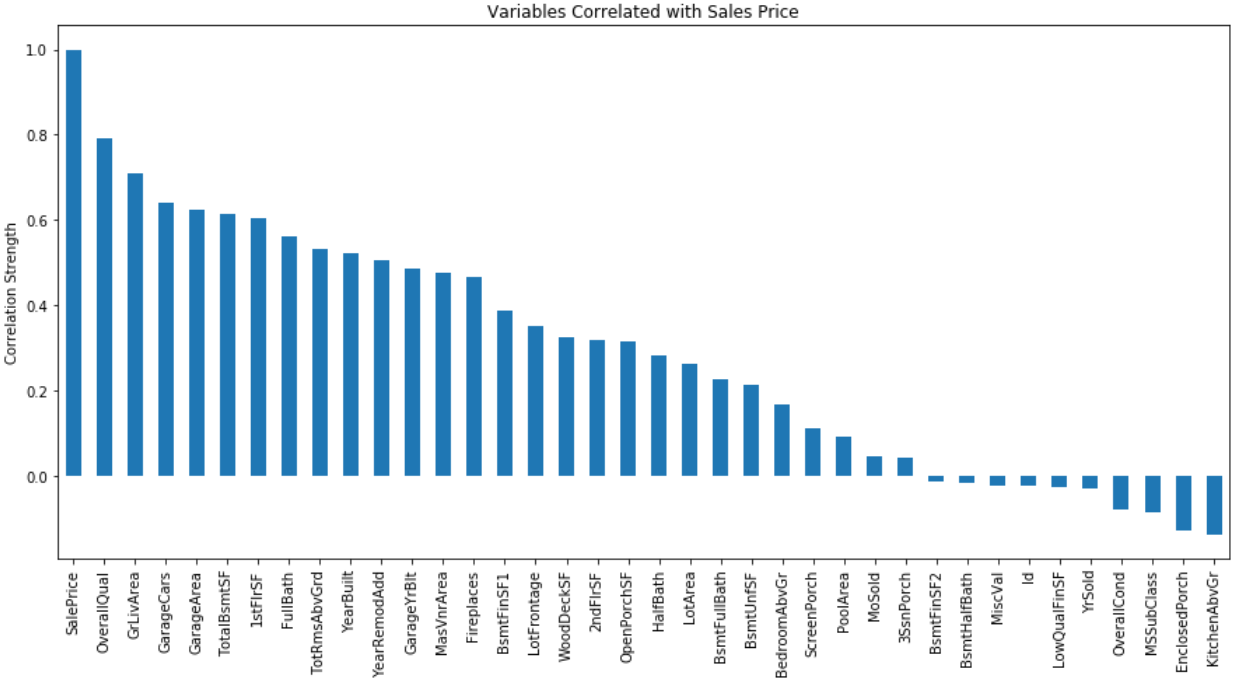 Variables Correlated with Sales Price
Correlation Strength
1.0
0.8
0.6
0.4
0.2
0.0
SalePrice
OverallQual
GrLivArea
GarageCars
GarageArea
TotalBsmtSF
1stFlrSF
FullBath
TotRmsAbvGrd
YearBuilt
YearRemodAdd
GarageYrBlt
MasVnrArea
Fireplaces
BsmtFinSF1
LotFrontage
WoodDeckSF
2ndFlrSF
OpenPorchSF
HalfBath
LotArea
BsmtFullBath
BsmtUnfSF
BedroomAbvGr
ScreenPorch
PoolArea
MoSold
3SsnPorch
BsmtFinSF2
BsmtHalfBath
MiscVal
Id
LowQualFinSF
YrSold
OverallCond
MSSubClass
EnclosedPorch
KitchenAbvGr